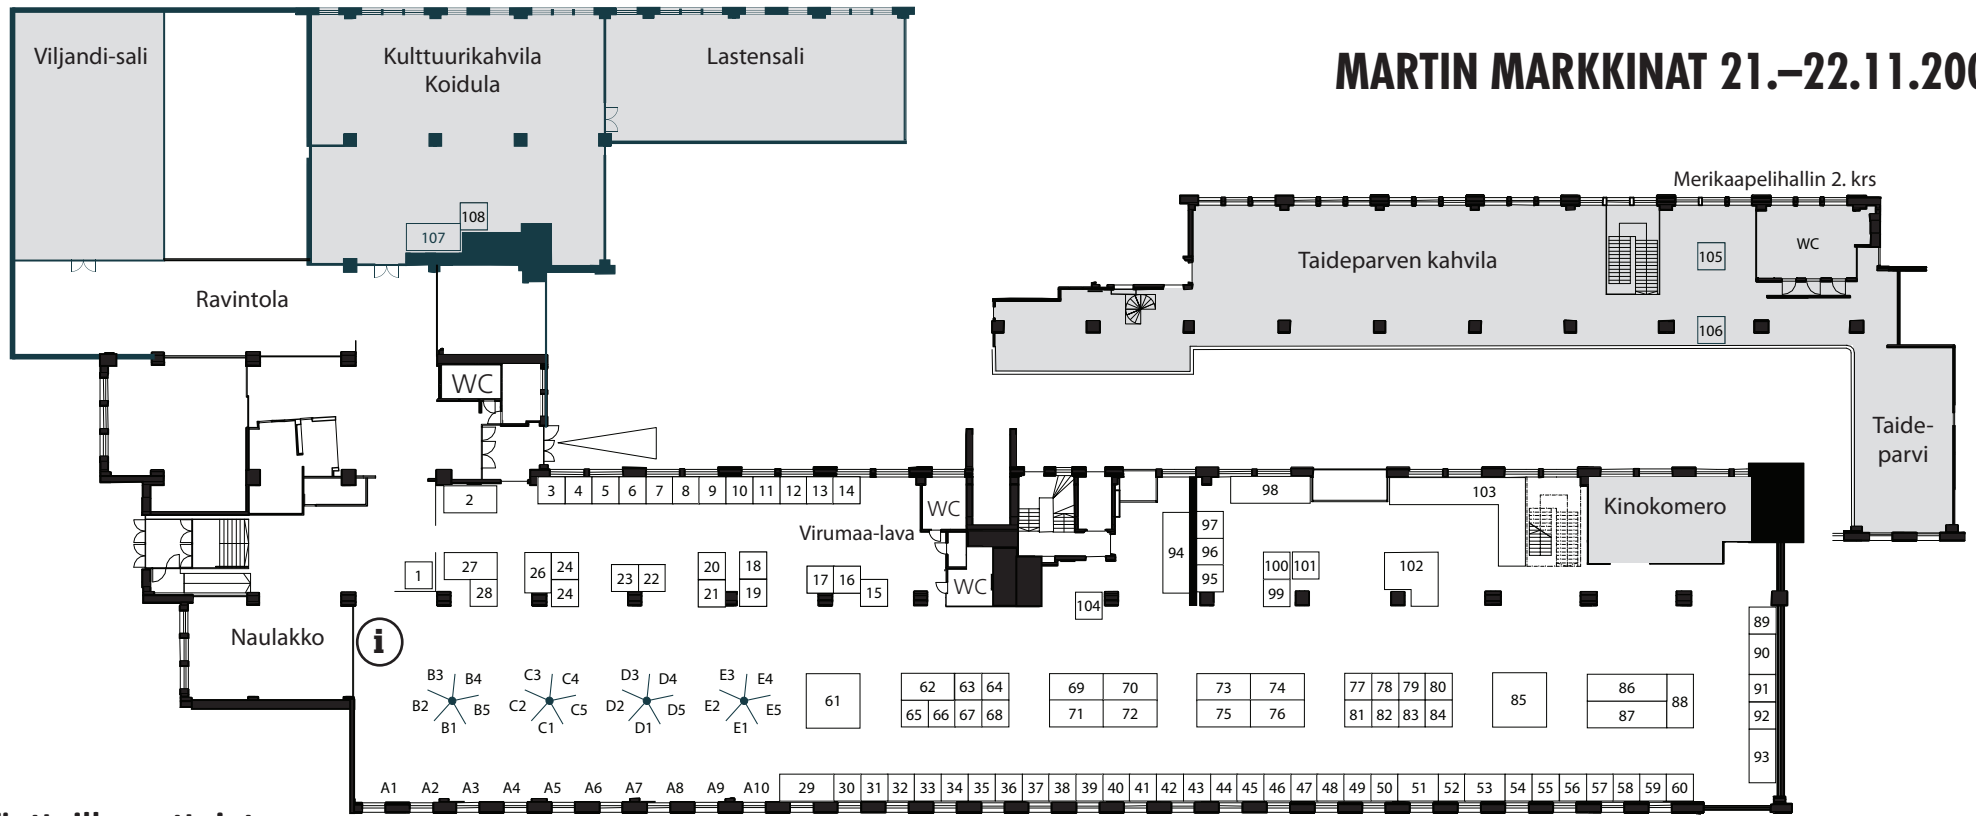 MARTIN MARKKINAT 21.–22.11.200
Viljandi-sali
Kulttuurikahvila
Koidula
Lastensali
108
107
Ravintola
Merikaapelihallin 2. krs
Taideparven kahvila
WC
105
106
Taide-
parvi
WC
2
3 4 5 6 7 8 9 10 11 12 13 14
WC
Virumaa-lava
98
103
Kinokomero
97
96
95
94
1
27
28
26 24
24
23 22
20
21
18
19
17 16
15
WC
104
100 101
99
102
Naulakko
i
89
90
91
92
93
B3 B4
B2 B5
B1
C3 C4
C2 C5
C1
D3 D4
D2 D5
D1
E3 E4
E2 E5
E1
61
62 63 64
65 66 67 68
69 70
71 72
73 74
75 76
77 78 79 80
81 82 83 84
85
86
87
88
A1 A2 A3 A4 A5 A6 A7 A8 A9 A10 29 30 31 32 33 34 35 36 37 38 39 40 41 42 43 44 45 46 47 48 49 50 51 52 53 54 55 56 57 58 59 60